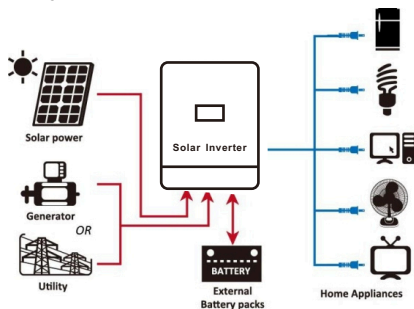 Solar power
Solar Inverter
Generator
OR
Utility
BATTERY
External
Battery packs
Home Appliances